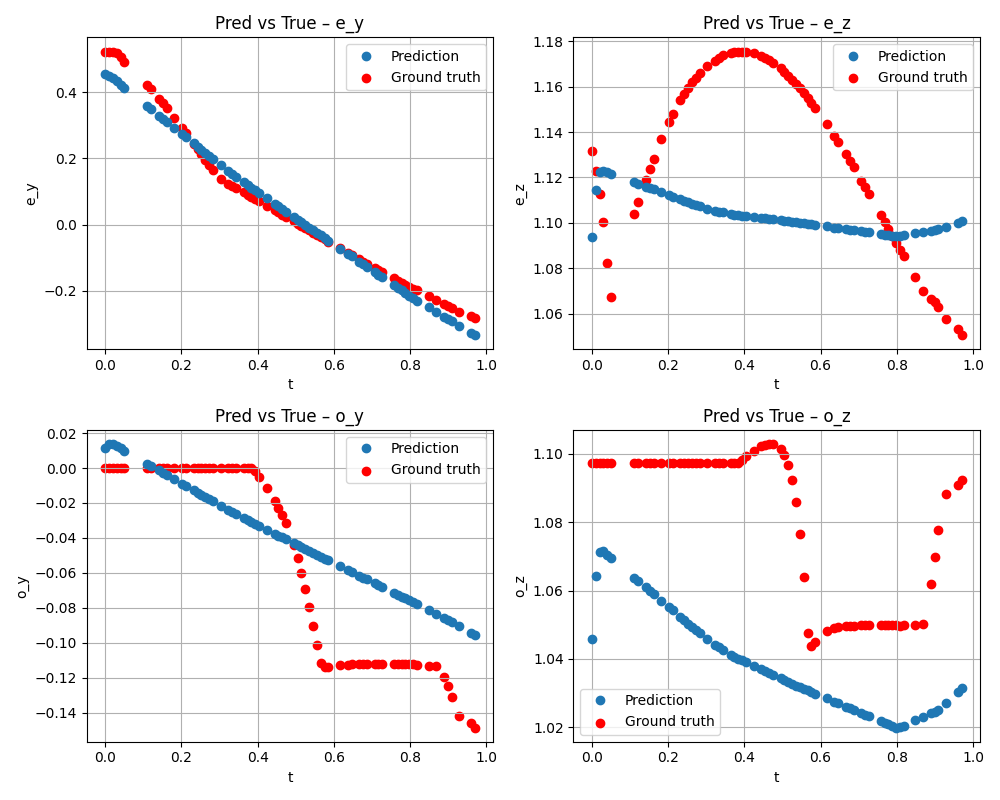 Pred vs True – e_y
Prediction
Ground truth
e_y
0.4
0.2
0.0
−0.2
0.0
0.2
0.4
0.6
0.8
1.0
t
Pred vs True – e_z
Prediction
Ground truth
e_z
1.18
1.16
1.14
1.12
1.10
1.08
1.06
0.0
0.2
0.4
0.6
0.8
1.0
t
Pred vs True – o_y
Prediction
Ground truth
o_y
0.02
0.00
−0.02
−0.04
−0.06
−0.08
−0.10
−0.12
−0.14
0.0
0.2
0.4
0.6
0.8
1.0
t
Pred vs True – o_z
o_z
1.10
1.08
1.06
1.04
1.02
Prediction
Ground truth
0.0
0.2
0.4
0.6
0.8
1.0
t